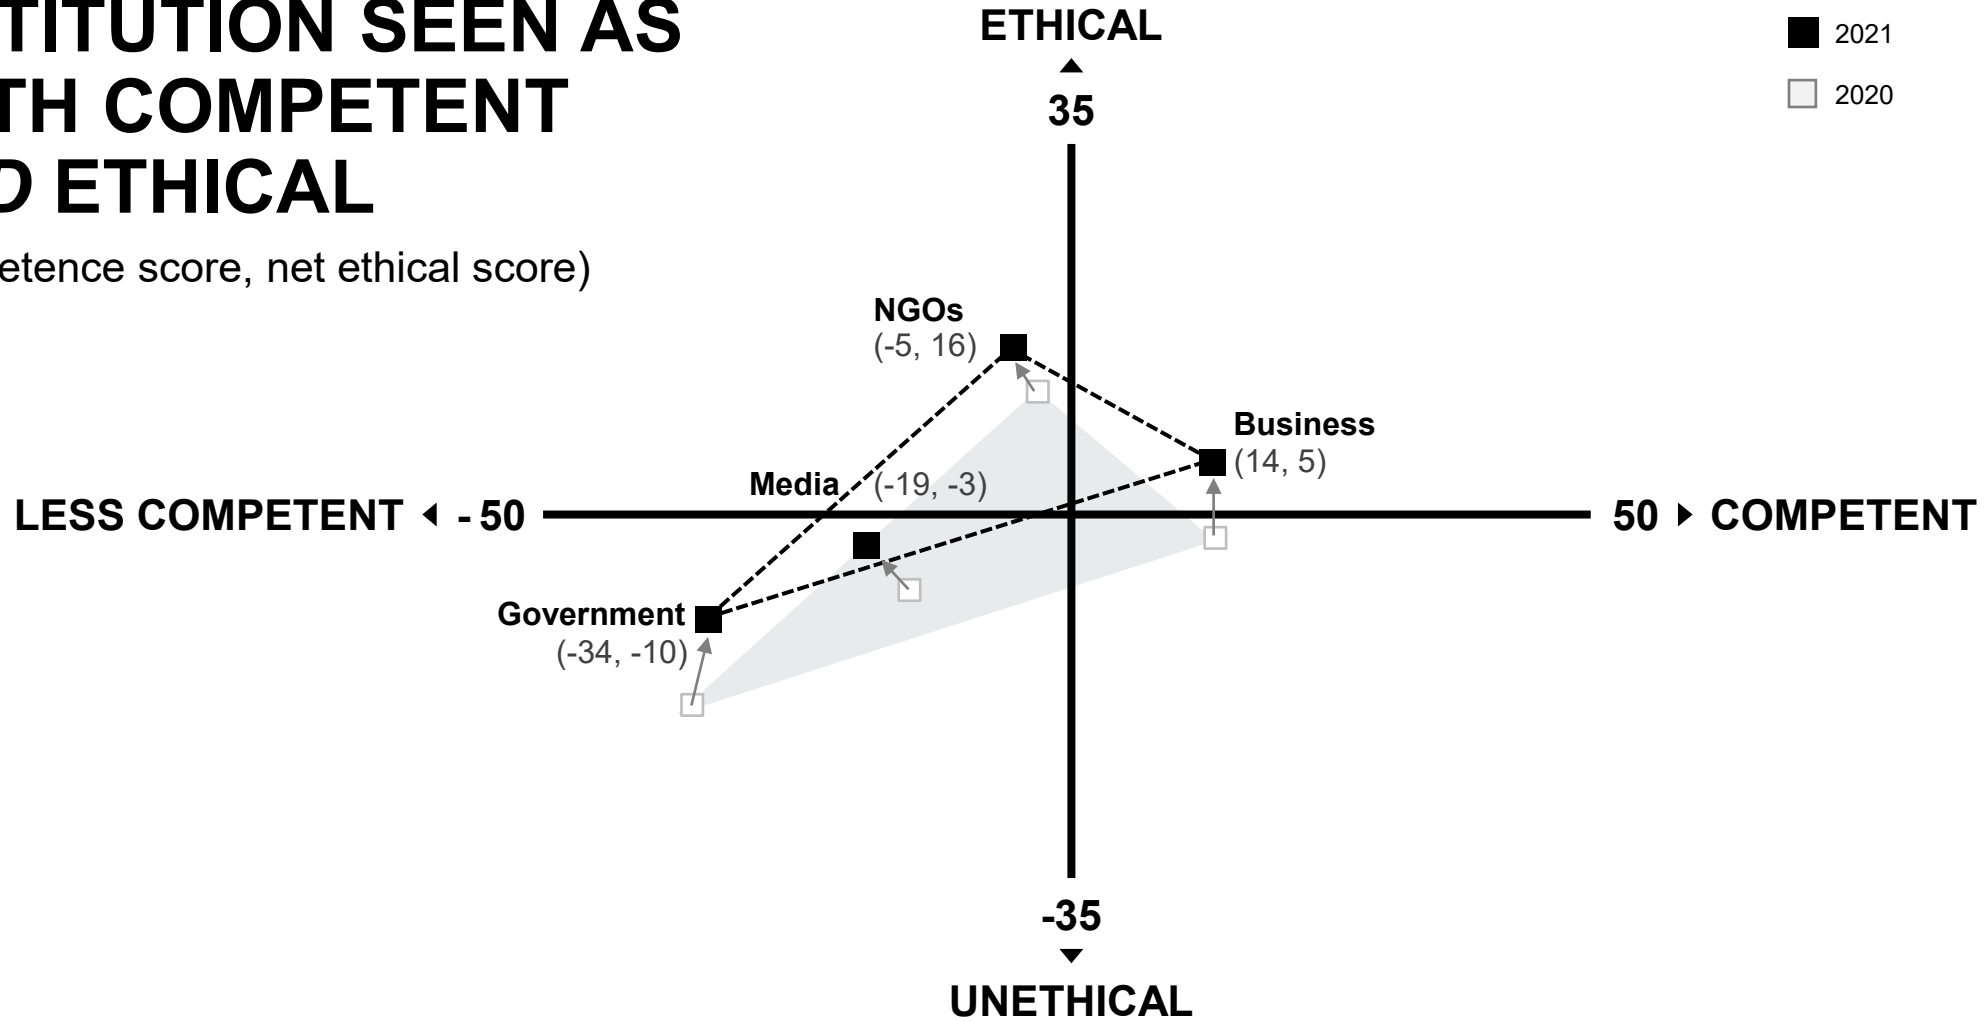 TITUTION SEEN AS
TH COMPETENT
D ETHICAL
etence score, net ethical score)
ETHICAL
35
2021
2020
NGOs
(-5, 16)
Business
(14, 5)
Media (-19, -3)
LESS COMPETENT - 50
50 COMPETENT
Government
(-34, -10)
-35
UNETHICAL